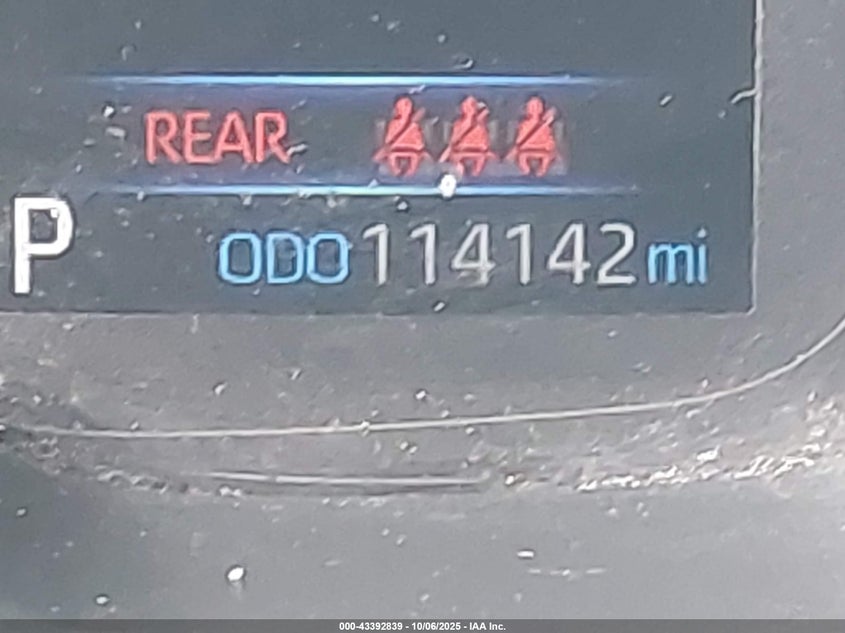 REAR
P
ODO 114142 mi
000-43392839 - 10/06/2025 - IAA Inc.